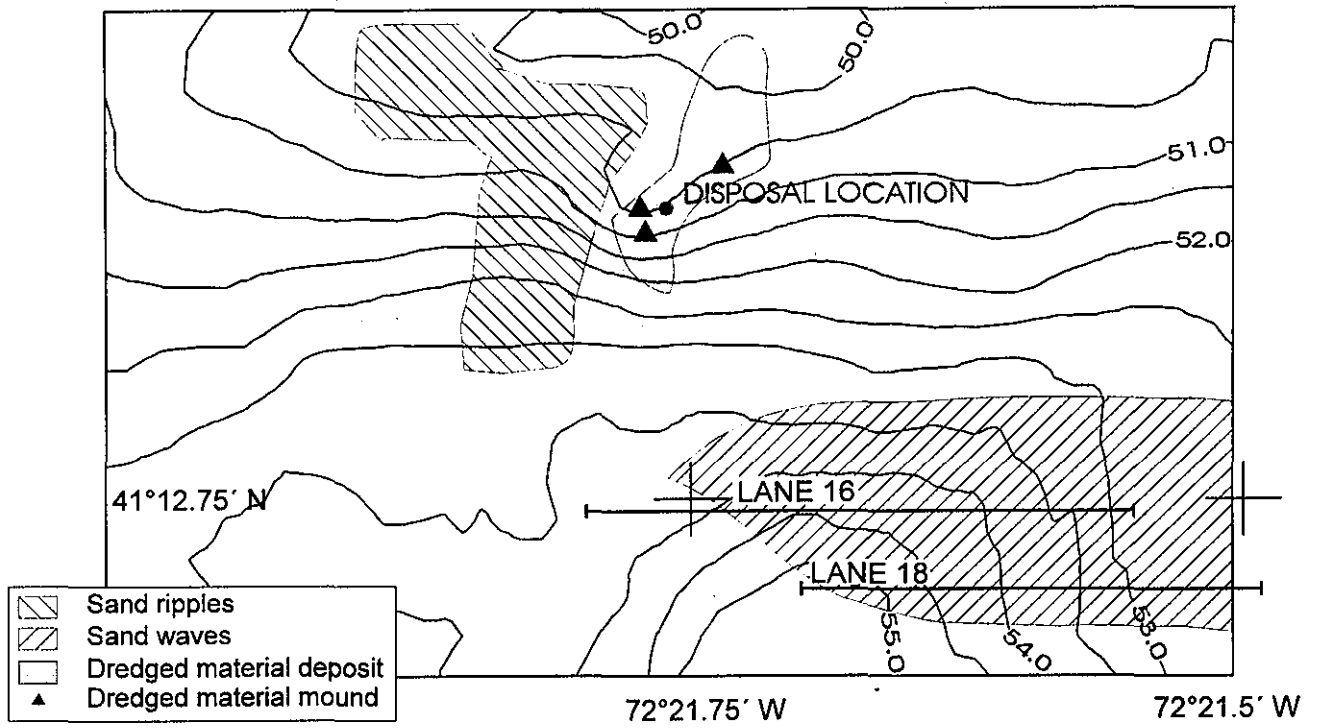 50.0
50.0
51.0
DISPOSAL LOCATION
52.0
LANE 16
41°12.75´ N
LANE 18
55.0
54.0
53.0
Sand ripples
Sand waves
Dredged material deposit
Dredged material mound
72°21.75´ W
72°21.5´ W